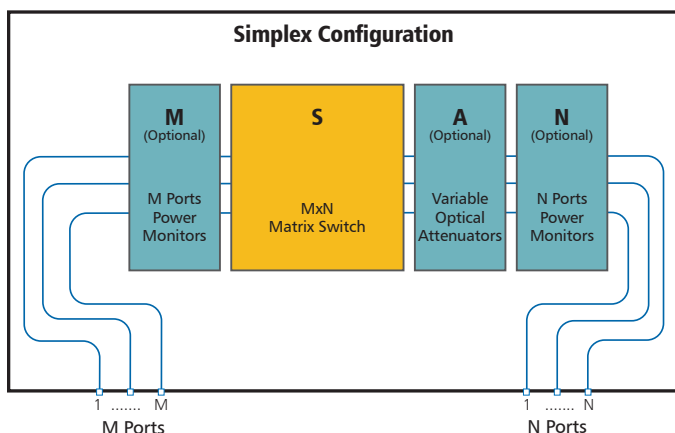 Simplex Configuration
M
(Optional)
M Ports
Power
Monitors
S
MxN
Matrix Switch
A
(Optional)
Variable
Optical
Attenuators
N
(Optional)
N Ports
Power
Monitors
1 ....... M
M Ports
1 ....... N
N Ports